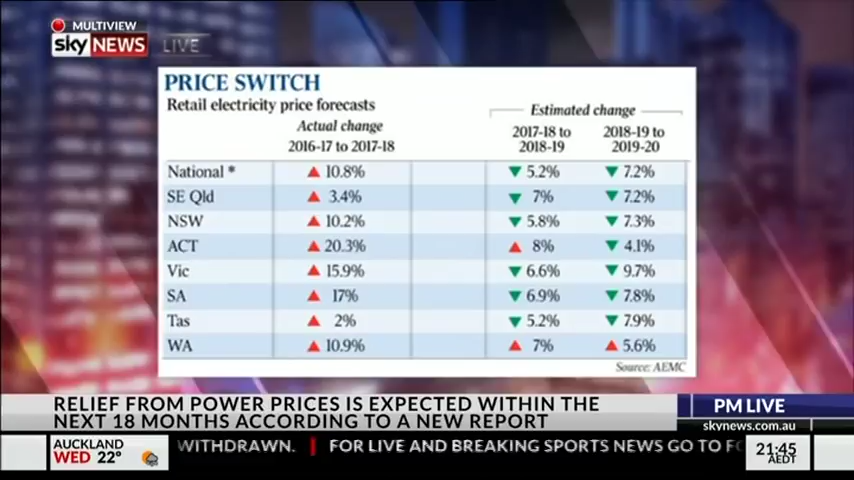 MULTIVIEW
sky NEWS LIVE
PRICE SWITCH
Retail electricity price forecasts
Estimated change
Actual change
2016-17 to 2017-18
2017-18 to 2018-19
2018-19 to 2019-20
National * ▲ 10.8% ▼ 5.2% ▼ 7.2%
SE Qld ▲ 3.4% ▼ 7% ▼ 7.2%
NSW ▲ 10.2% ▼ 5.8% ▼ 7.3%
ACT ▲ 20.3% ▲ 8% ▼ 4.1%
Vic ▲ 15.9% ▼ 6.6% ▼ 9.7%
SA ▲ 17% ▼ 6.9% ▼ 7.8%
Tas ▲ 2% ▼ 5.2% ▼ 7.9%
WA ▲ 10.9% ▲ 7% ▲ 5.6%
Source: AEMC
RELIEF FROM POWER PRICES IS EXPECTED WITHIN THE
NEXT 18 MONTHS ACCORDING TO A NEW REPORT
PM LIVE
skynews.com.au
AUCKLAND
WED 22°
WITHDRAWN. | FOR LIVE AND BREAKING SPORTS NEWS GO TO
21:45
AEDT